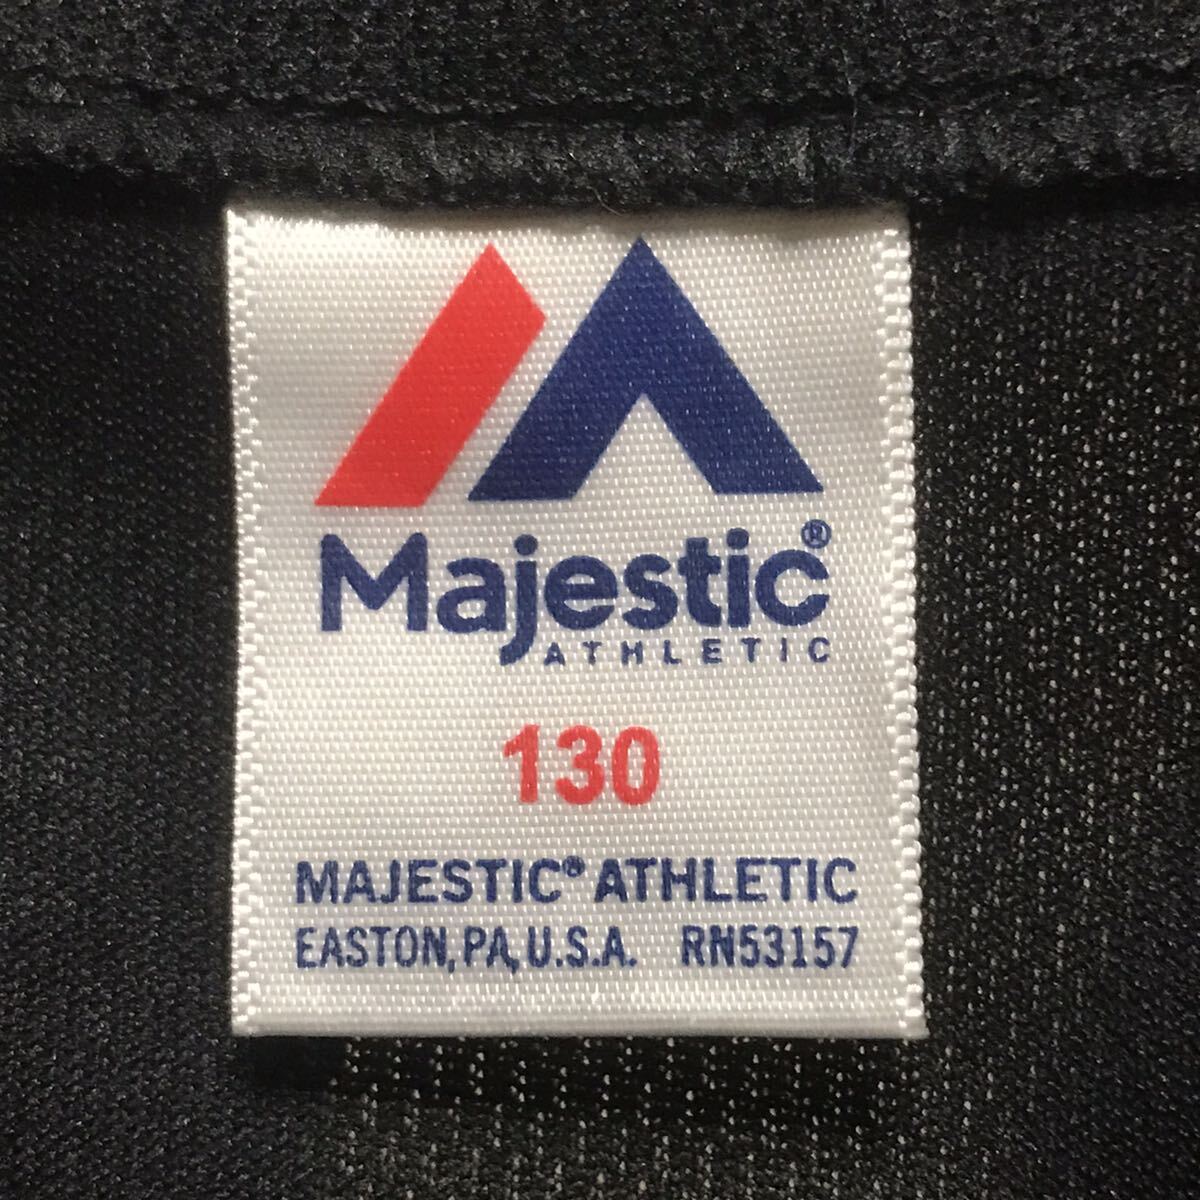 Majestic®
ATHLETIC
130
MAJESTIC® ATHLETIC
EASTON, PA, U.S.A. RN53157